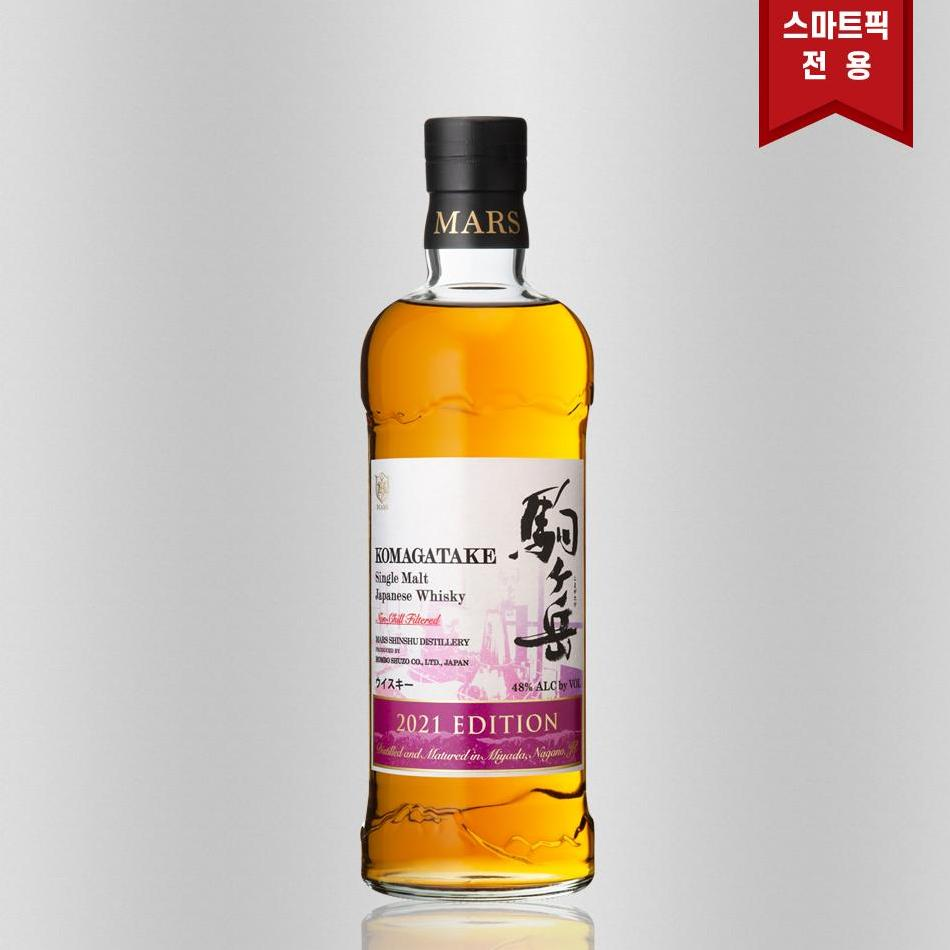 스마트픽
전 용
MARS
MARS
駒ヶ岳
KOMAGATAKE
Single Malt
Japanese Whisky
Non-Chill Filtered
MARS SHINSHU DISTILLERY
PRODUCED BY
HOMBO SHUZO CO., LTD., JAPAN
ウイスキー
48% ALC by VOL
2021 EDITION
Distilled and Matured in Miyada, Nagano,